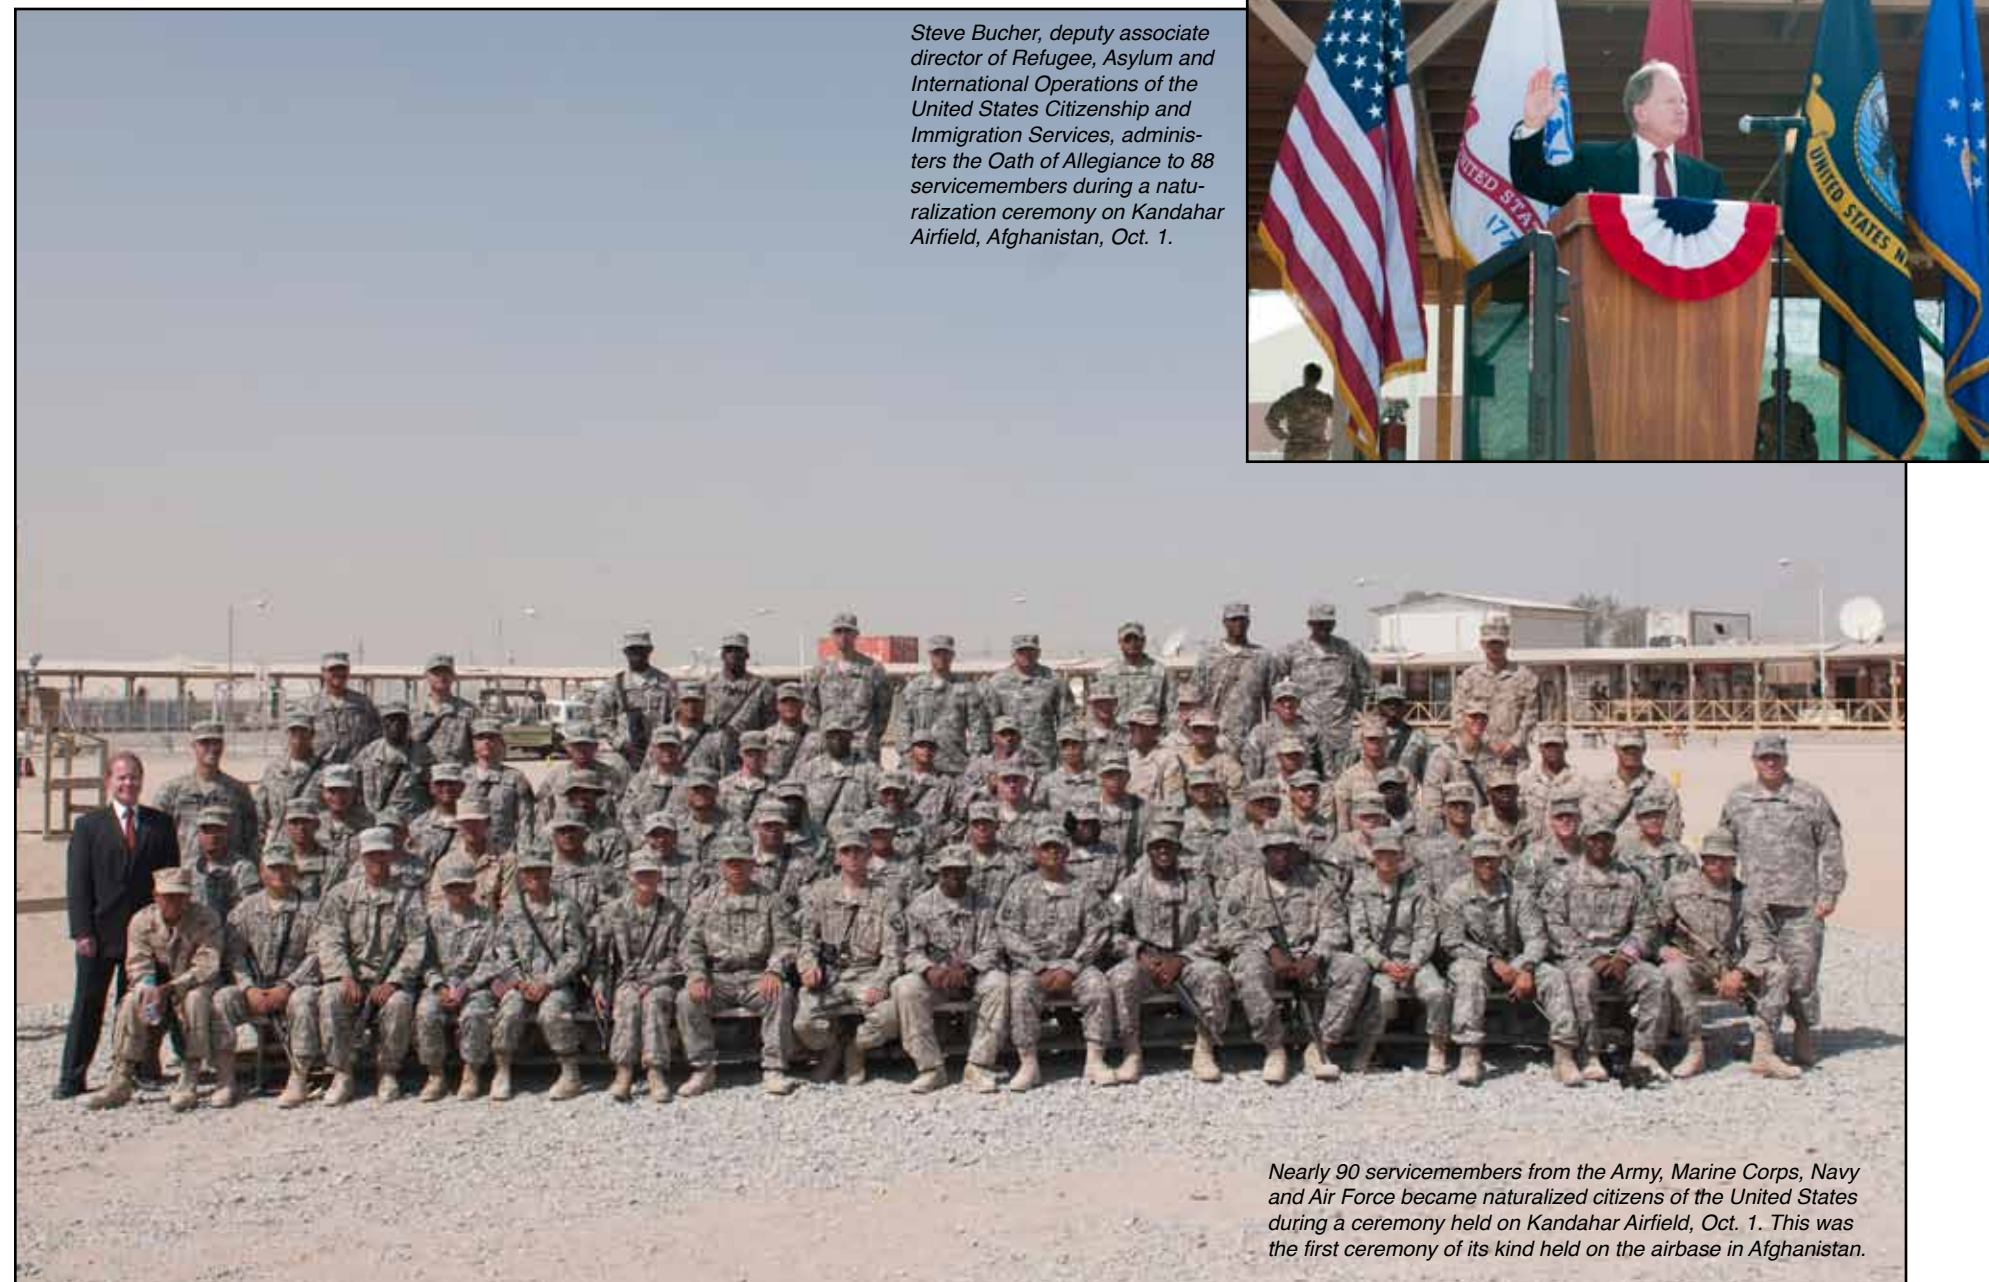 Steve Bucher, deputy associate
director of Refugee, Asylum and
International Operations of the
United States Citizenship and
Immigration Services, adminis-
ters the Oath of Allegiance to 88
servicemembers during a natu-
ralization ceremony on Kandahar
Airfield, Afghanistan, Oct. 1.
UNITED STA
177
UNITED STATES N
Nearly 90 servicemembers from the Army, Marine Corps, Navy
and Air Force became naturalized citizens of the United States
during a ceremony held on Kandahar Airfield, Oct. 1. This was
the first ceremony of its kind held on the airbase in Afghanistan.